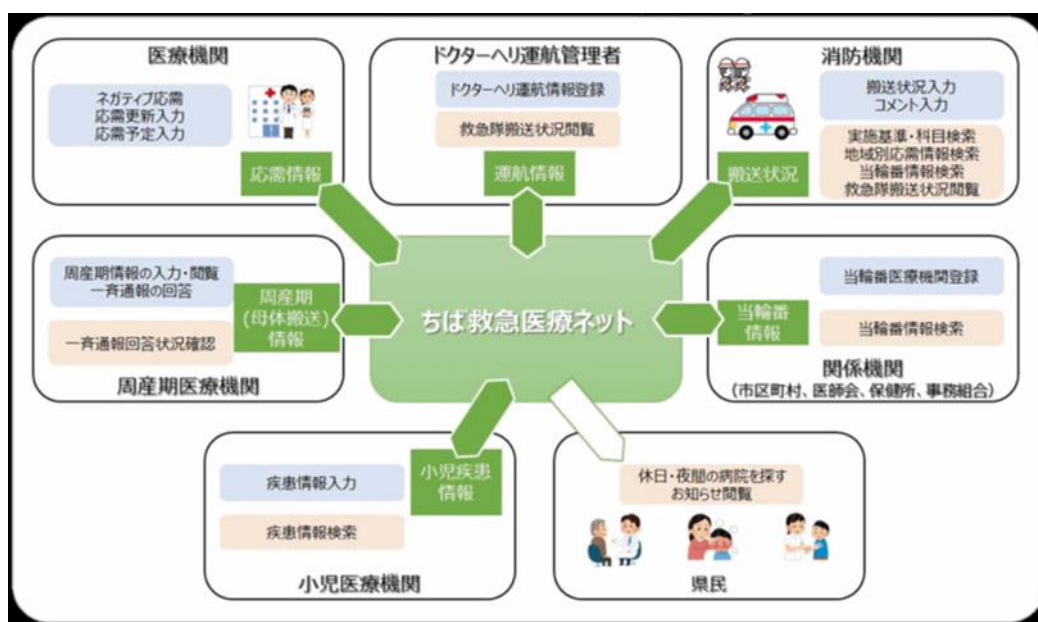 医療機関
ネガティブ応需
応需更新入力
応需予定入力
応需情報
ドクターヘリ運航管理者
ドクターヘリ運航情報登録
救急隊搬送状況閲覧
運航情報
消防機関
搬送状況入力
コメント入力
実施基準・科目検索
地域別応需情報検索
当輪番情報検索
救急隊搬送状況閲覧
搬送状況
周産期情報の入力・閲覧
一斉通報の回答
一斉通報回答状況確認
周産期
(母体搬送)
情報
周産期医療機関
ちば救急医療ネット
当輪番
情報
当輪番医療機関登録
当輪番情報検索
関係機関
(市区町村、医師会、保健所、事務組合)
疾患情報入力
疾患情報検索
小児疾患
情報
小児医療機関
休日・夜間の病院を探す
お知らせ閲覧
県民